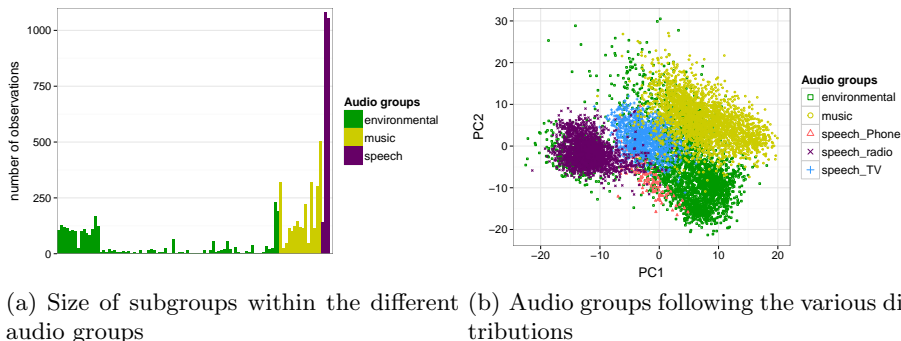 1000
750
500
250
0
number of observations
Audio groups
environmental
music
speech
30
20
10
0
−10
−20
PC2
−20
−10
0
10
20
PC1
Audio groups
environmental
music
speech_Phone
speech_radio
speech_TV
(a) Size of subgroups within the different
audio groups
(b) Audio groups following the various di
tributions